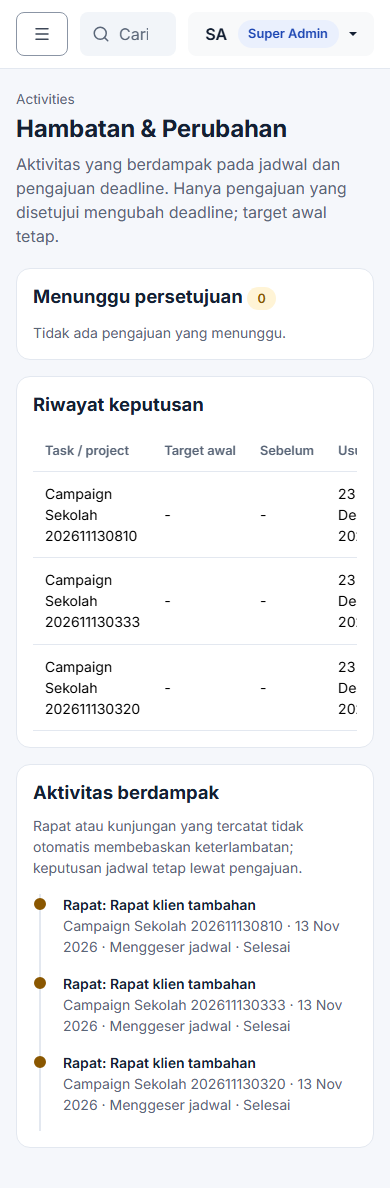 Cari
SA Super Admin
Activities
Hambatan & Perubahan
Aktivitas yang berdampak pada jadwal dan
pengajuan deadline. Hanya pengajuan yang
disetujui mengubah deadline; target awal
tetap.
Menunggu persetujuan 0
Tidak ada pengajuan yang menunggu.
Riwayat keputusan
Task / project Target awal Sebelum
Campaign
Sekolah
202611130810
- - 23
Campaign
Sekolah
202611130333
- - 23
Campaign
Sekolah
202611130320
- - 23
Aktivitas berdampak
Rapat atau kunjungan yang tercatat tidak
otomatis membebaskan keterlambatan;
keputusan jadwal tetap lewat pengajuan.
Rapat: Rapat klien tambahan
Campaign Sekolah 202611130810 · 13 Nov
2026 · Menggeser jadwal · Selesai
Rapat: Rapat klien tambahan
Campaign Sekolah 202611130333 · 13 Nov
2026 · Menggeser jadwal · Selesai
Rapat: Rapat klien tambahan
Campaign Sekolah 202611130320 · 13 Nov
2026 · Menggeser jadwal · Selesai